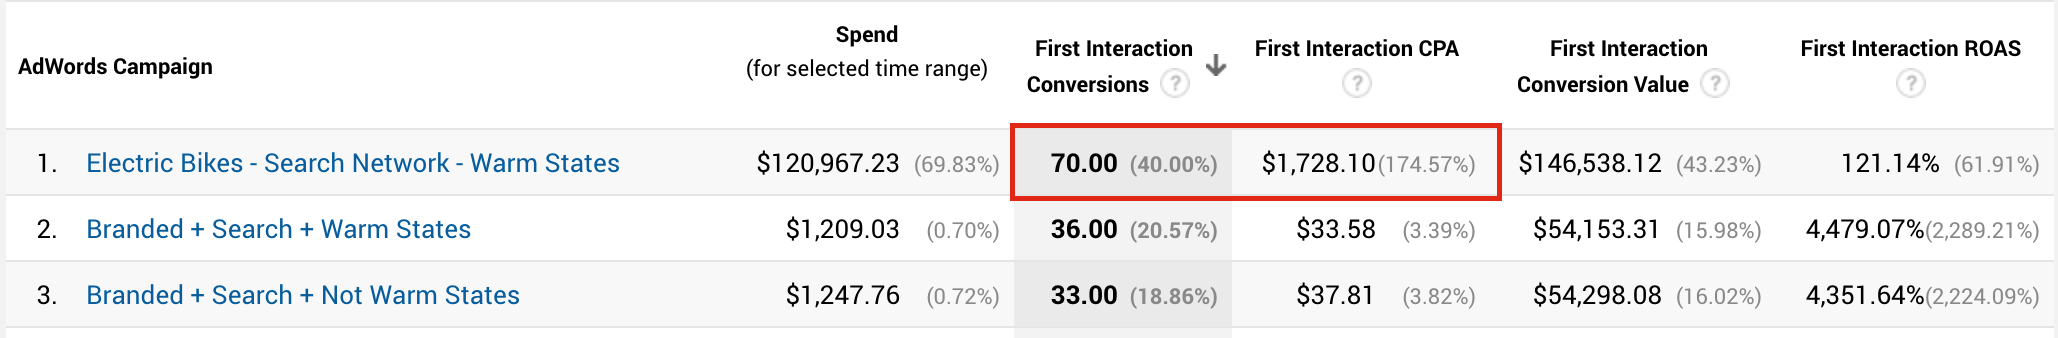 AdWords Campaign
Spend
(for selected time range)
First Interaction
Conversions ?
First Interaction CPA
?
First Interaction
Conversion Value ?
First Interaction ROAS
?
1. Electric Bikes - Search Network - Warm States $120,967.23 (69.83%) 70.00 (40.00%) $1,728.10(174.57%) $146,538.12 (43.23%) 121.14% (61.91%)
2. Branded + Search + Warm States $1,209.03 (0.70%) 36.00 (20.57%) $33.58 (3.39%) $54,153.31 (15.98%) 4,479.07%(2,289.21%)
3. Branded + Search + Not Warm States $1,247.76 (0.72%) 33.00 (18.86%) $37.81 (3.82%) $54,298.08 (16.02%) 4,351.64%(2,224.09%)